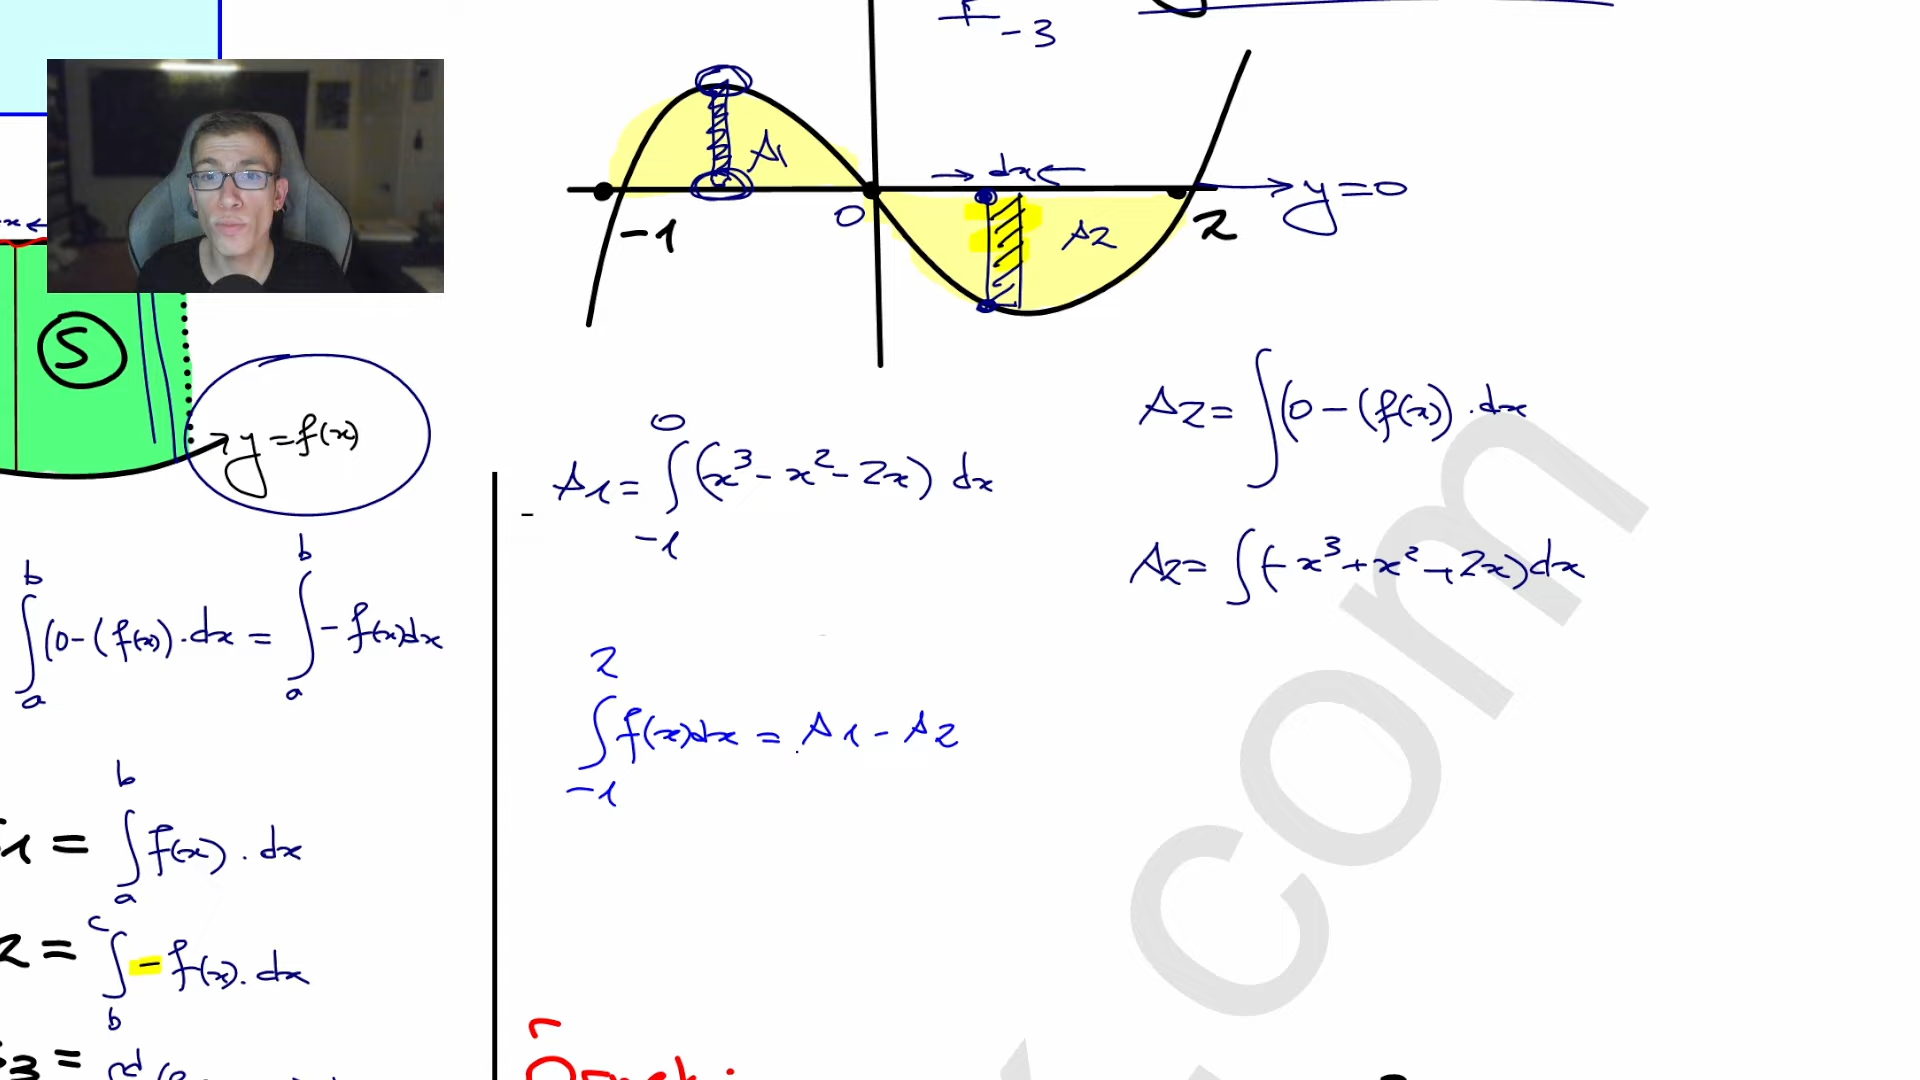 -3
A1
→ dx ←
y=0
0
-1
A2
2
x ←
S
y = f(x)
A2 = ∫(0 - (f(x)) . dx
A1 = ∫_{-1}^{0} (x³ - x² - 2x) dx
A2 = ∫(-x³ + x² + 2x) dx
∫_{a}^{b} (0 - (f(x)) . dx = ∫_{a}^{b} - f(x)dx
∫_{-1}^{2} f(x)dx = A1 - A2
1 = ∫_{a}^{b} f(x) . dx
2 = ∫_{b}^{c} - f(x) . dx
3 =
.com